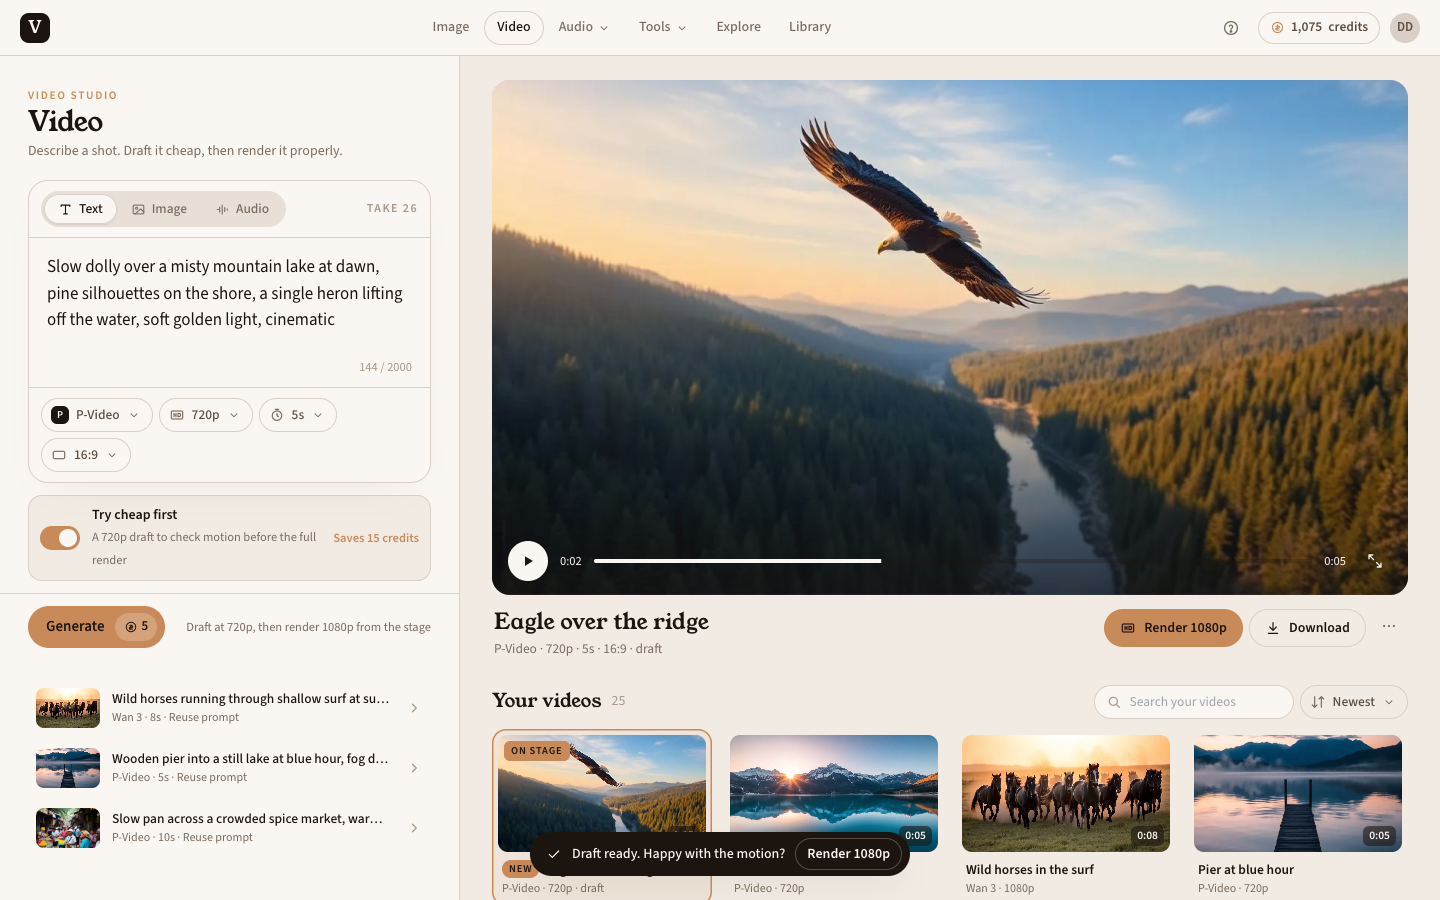 V
Image
Video
Audio
Tools
Explore
Library
1,075 credits
DD
VIDEO STUDIO
Video
Describe a shot. Draft it cheap, then render it properly.
Text
Image
Audio
TAKE 26
Slow dolly over a misty mountain lake at dawn,
pine silhouettes on the shore, a single heron lifting
off the water, soft golden light, cinematic
144 / 2000
P
P-Video
HD
720p
5s
16:9
Try cheap first
A 720p draft to check motion before the full
render
Saves 15 credits
Generate
5
Draft at 720p, then render 1080p from the stage
Wild horses running through shallow surf at su…
Wan 3 · 8s · Reuse prompt
Wooden pier into a still lake at blue hour, fog d…
P-Video · 5s · Reuse prompt
Slow pan across a crowded spice market, war…
P-Video · 10s · Reuse prompt
0:02
0:05
Eagle over the ridge
P-Video · 720p · 5s · 16:9 · draft
HD
Render 1080p
Download
Your videos
25
Search your videos
Newest
ON STAGE
NEW
P-Video · 720p · draft
0:05
P-Video · 720p
0:08
Wild horses in the surf
Wan 3 · 1080p
0:05
Pier at blue hour
P-Video · 720p
Draft ready. Happy with the motion?
Render 1080p